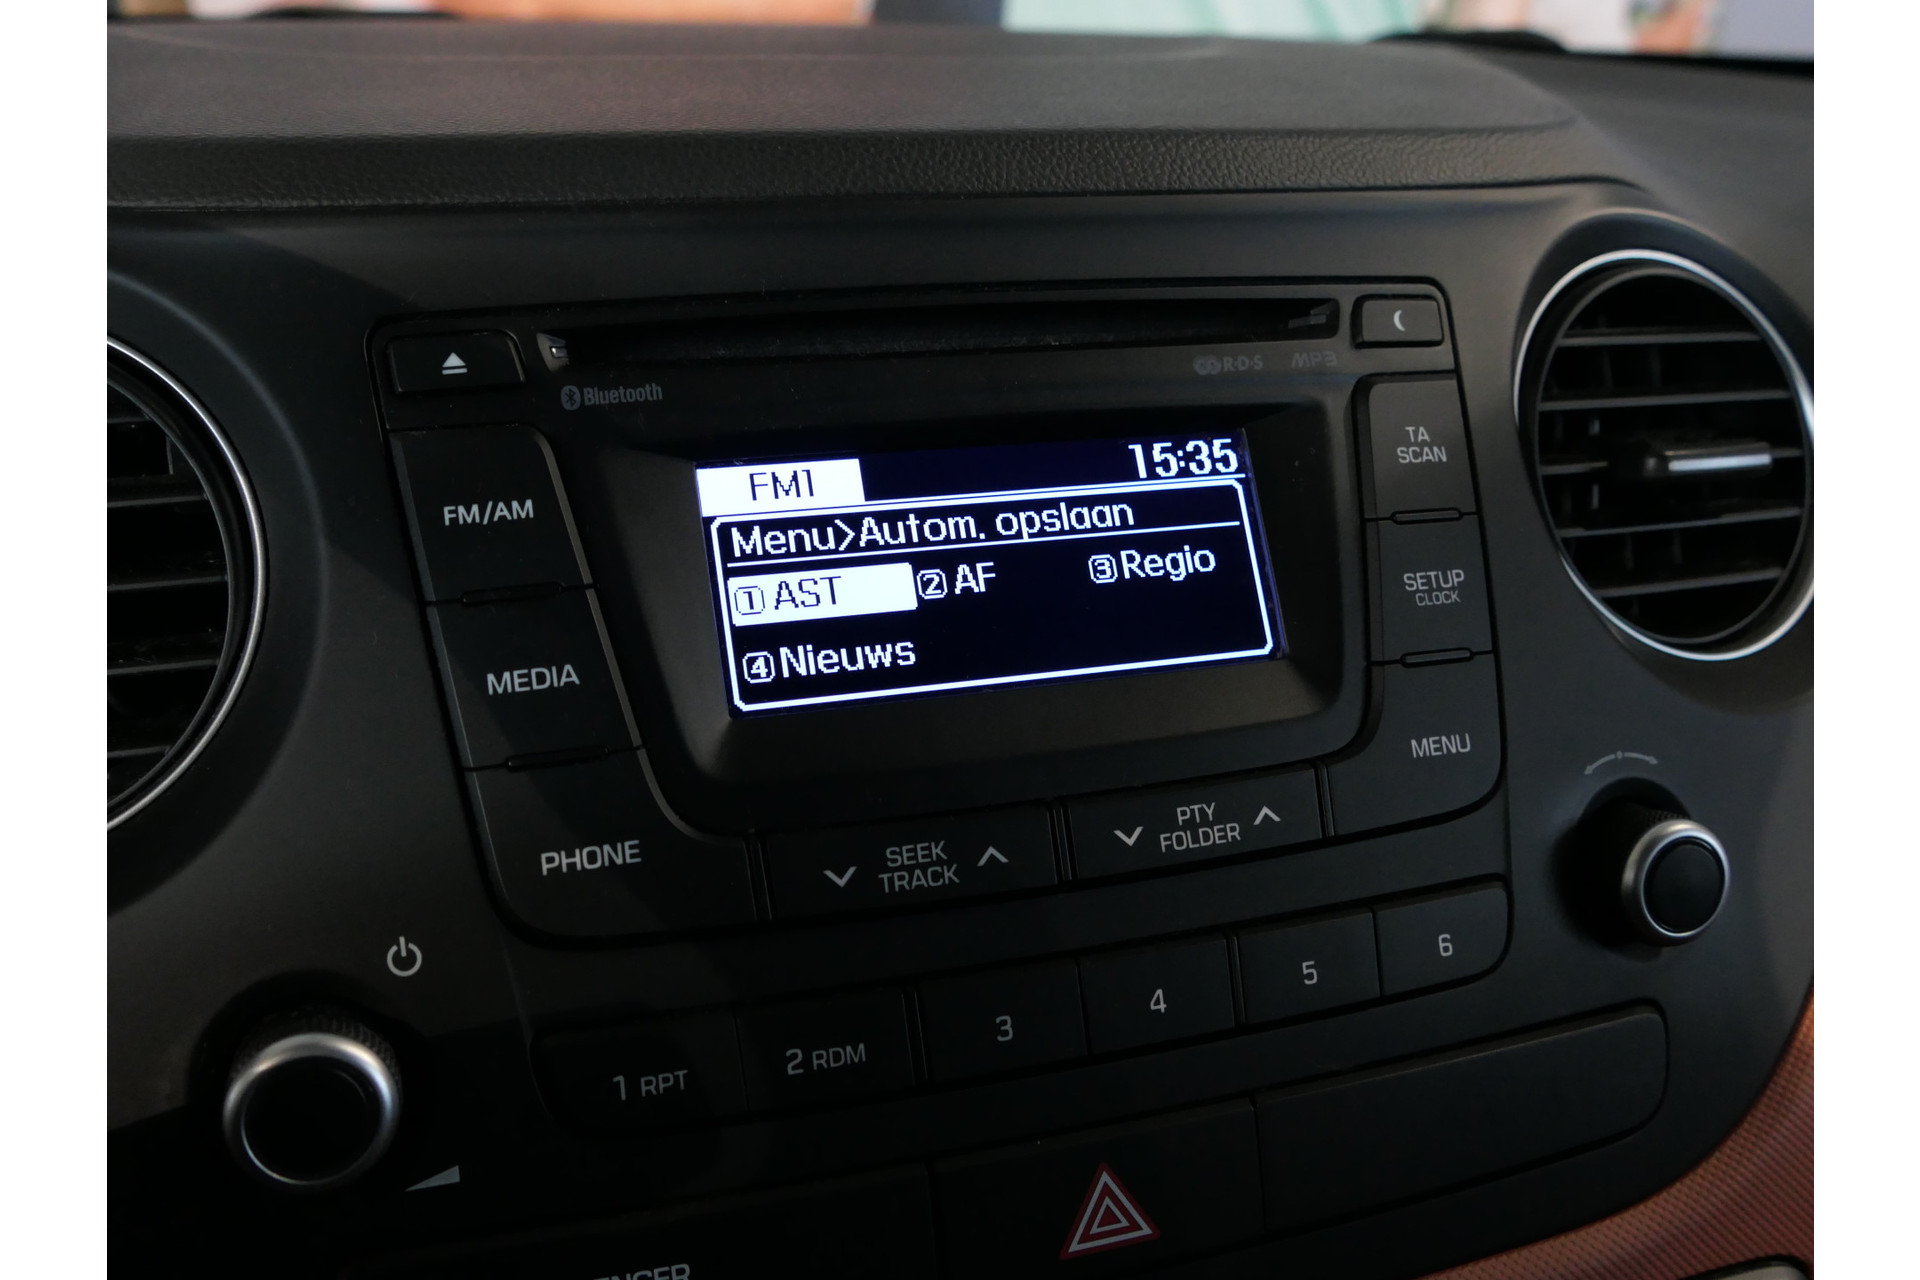 Bluetooth
R·D·S MP3
FM/AM
MEDIA
PHONE
FM1 15:35
Menu>Autom. opslaan
1 AST 2 AF 3 Regio
4 Nieuws
TA
SCAN
SETUP
CLOCK
MENU
SEEK
TRACK
PTY
FOLDER
1 RPT 2 RDM 3 4 5 6